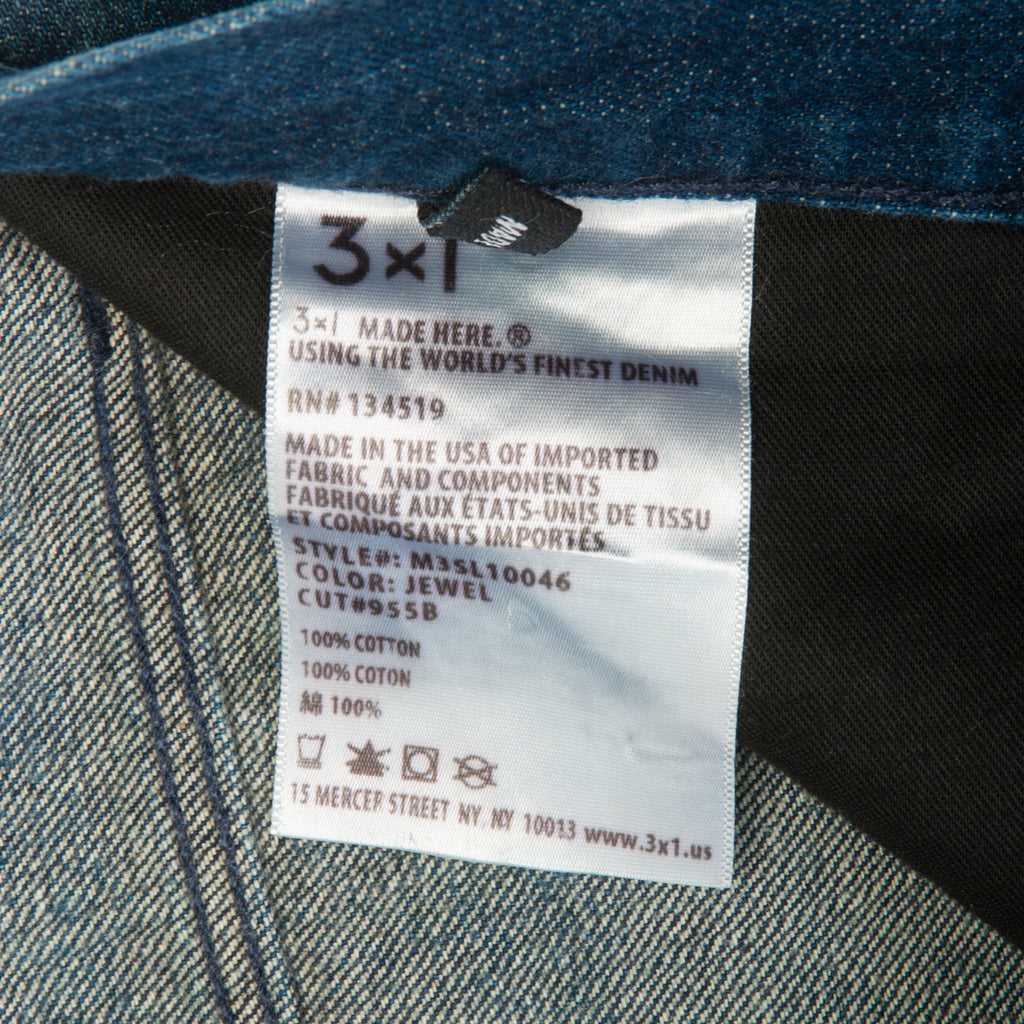 3×1
3×1 MADE HERE.®
USING THE WORLD'S FINEST DENIM
RN# 134519
MADE IN THE USA OF IMPORTED
FABRIC AND COMPONENTS
FABRIQUÉ AUX ÉTATS-UNIS DE TISSU
ET COMPOSANTS IMPORTÉS
STYLE#: M3SL10046
COLOR: JEWEL
CUT#955B
100% COTTON
100% COTON
綿 100%
15 MERCER STREET NY, NY 10013 www.3x1.us